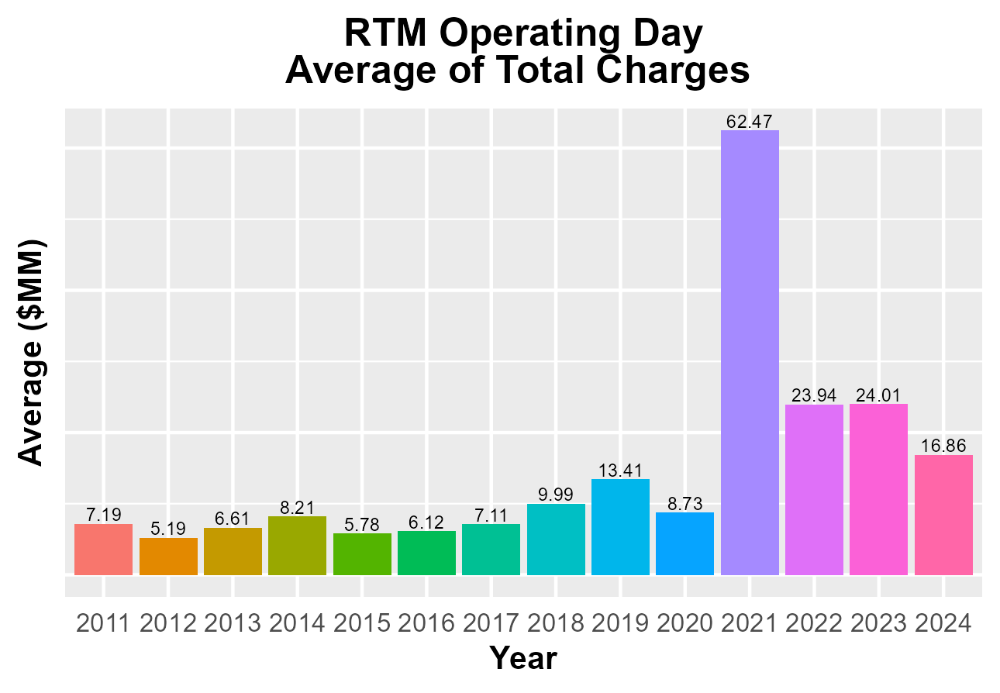 RTM Operating Day
Average of Total Charges
Average ($MM)
62.47
23.94 24.01
16.86
13.41
9.99
8.73
8.21
7.19
7.11
6.61
6.12
5.78
5.19
2011 2012 2013 2014 2015 2016 2017 2018 2019 2020 2021 2022 2023 2024
Year